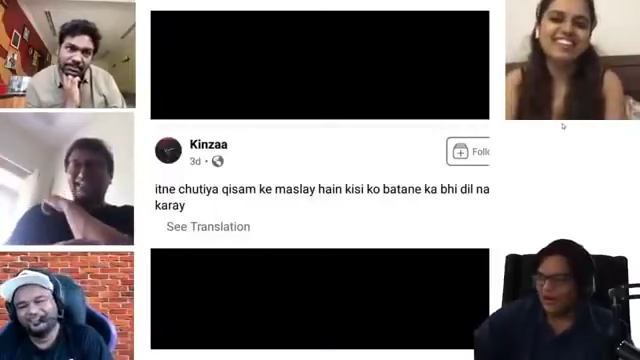 Kinzaa
3d
Follo
itne chutiya qisam ke maslay hain kisi ko batane ka bhi dil na
karay
See Translation